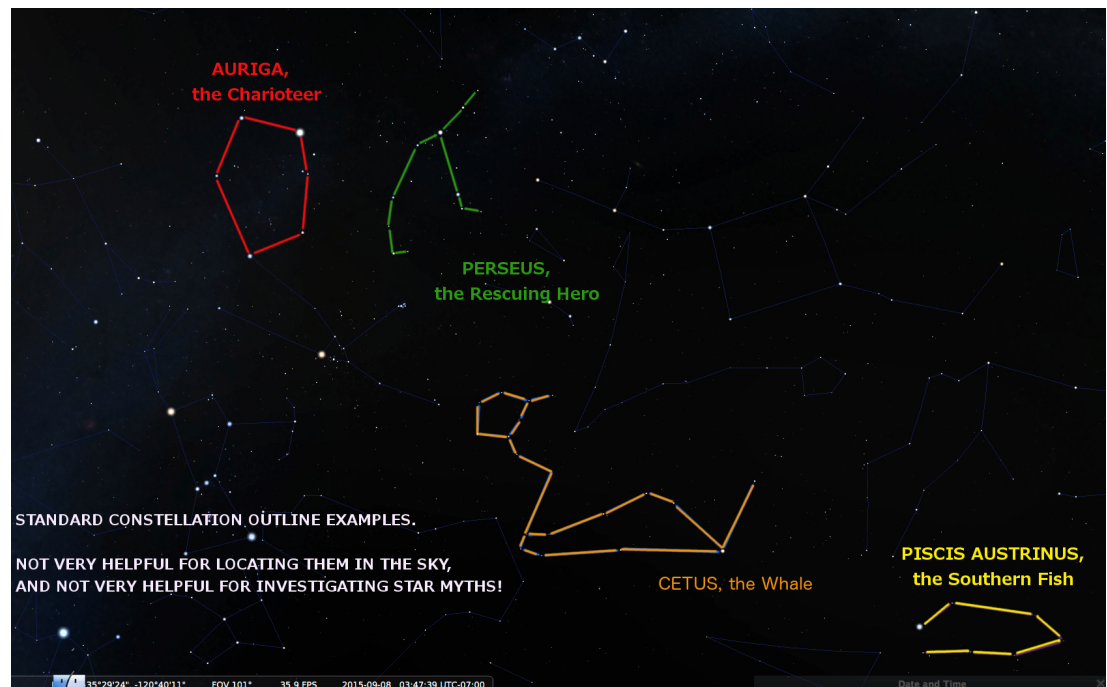 AURIGA,
the Charioteer
PERSEUS,
the Rescuing Hero
STANDARD CONSTELLATION OUTLINE EXAMPLES.
NOT VERY HELPFUL FOR LOCATING THEM IN THE SKY,
AND NOT VERY HELPFUL FOR INVESTIGATING STAR MYTHS!
CETUS, the Whale
PISCIS AUSTRINUS,
the Southern Fish
35°29'24", -120°40'11" FOV 101° 35.9 FPS 2015-09-08 03:47:39 UTC-07:00
Date and Time